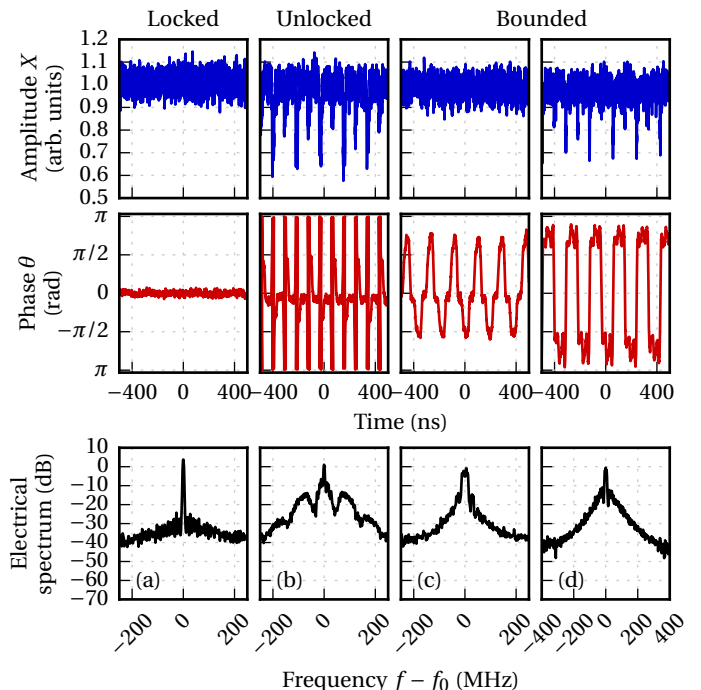 Locked Unlocked Bounded
Amplitude X
(arb. units)
1.2
1.1
1.0
0.9
0.8
0.7
0.6
0.5
Phase θ
(rad)
π
π/2
0
−π/2
π
−400 0 400 −400 0 400 −400 0 400 −400 0 400
Time (ns)
Electrical
spectrum (dB)
10
0
−10
−20
−30
−40
−50
−60
−70
(a) (b) (c) (d)
−200 0 200 −200 0 200 −200 0 200 −400 −200 0 200 400
Frequency f − f0 (MHz)